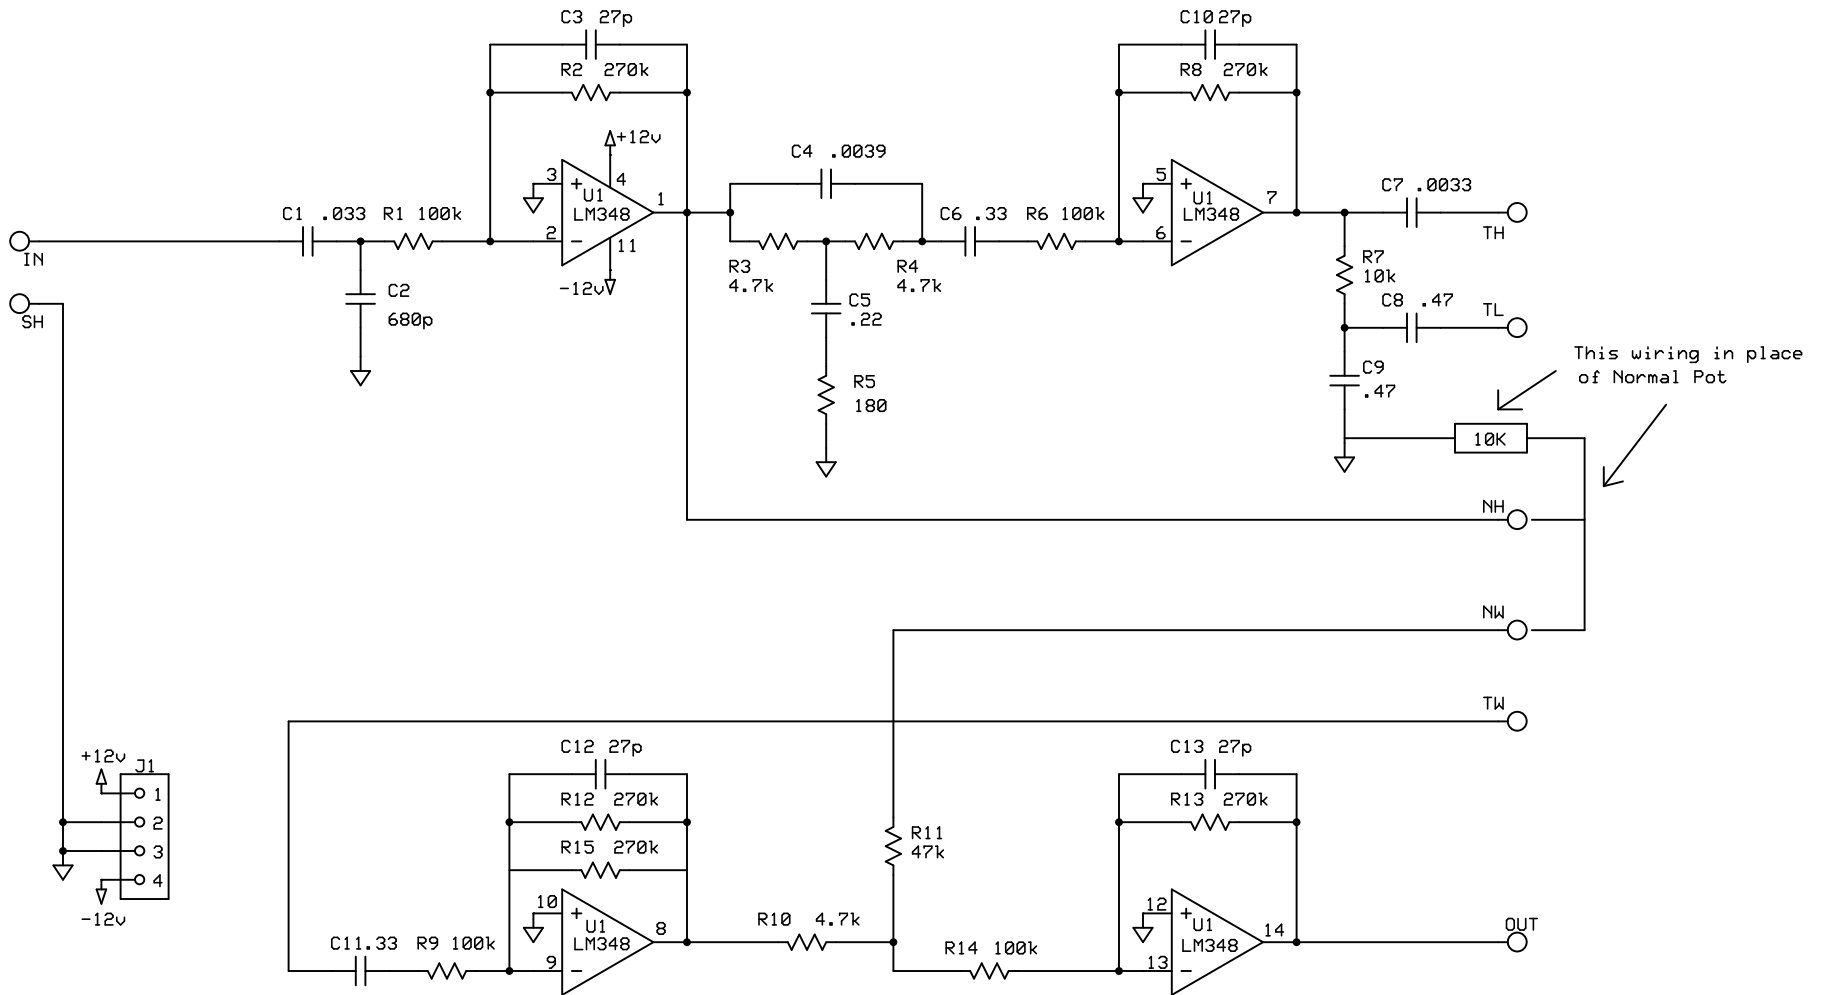 C3 27p
R2 270k
+12v
3
+
4
U1
LM348
1
2
-
11
-12v
IN
SH
C1 .033
R1 100k
C2
680p
C4 .0039
R3
4.7k
R4
4.7k
C5
.22
R5
180
C6 .33
R6 100k
C10 27p
R8 270k
5
+
U1
LM348
7
6
-
C7 .0033
TH
R7
10k
C8 .47
TL
C9
.47
This wiring in place
of Normal Pot
10K
NH
NW
TW
+12v
J1
1
2
3
4
-12v
C12 27p
R12 270k
R15 270k
10
+
U1
LM348
8
9
-
C11 .33
R9 100k
R10 4.7k
R11
47k
R14 100k
C13 27p
R13 270k
12
+
U1
LM348
14
13
-
OUT